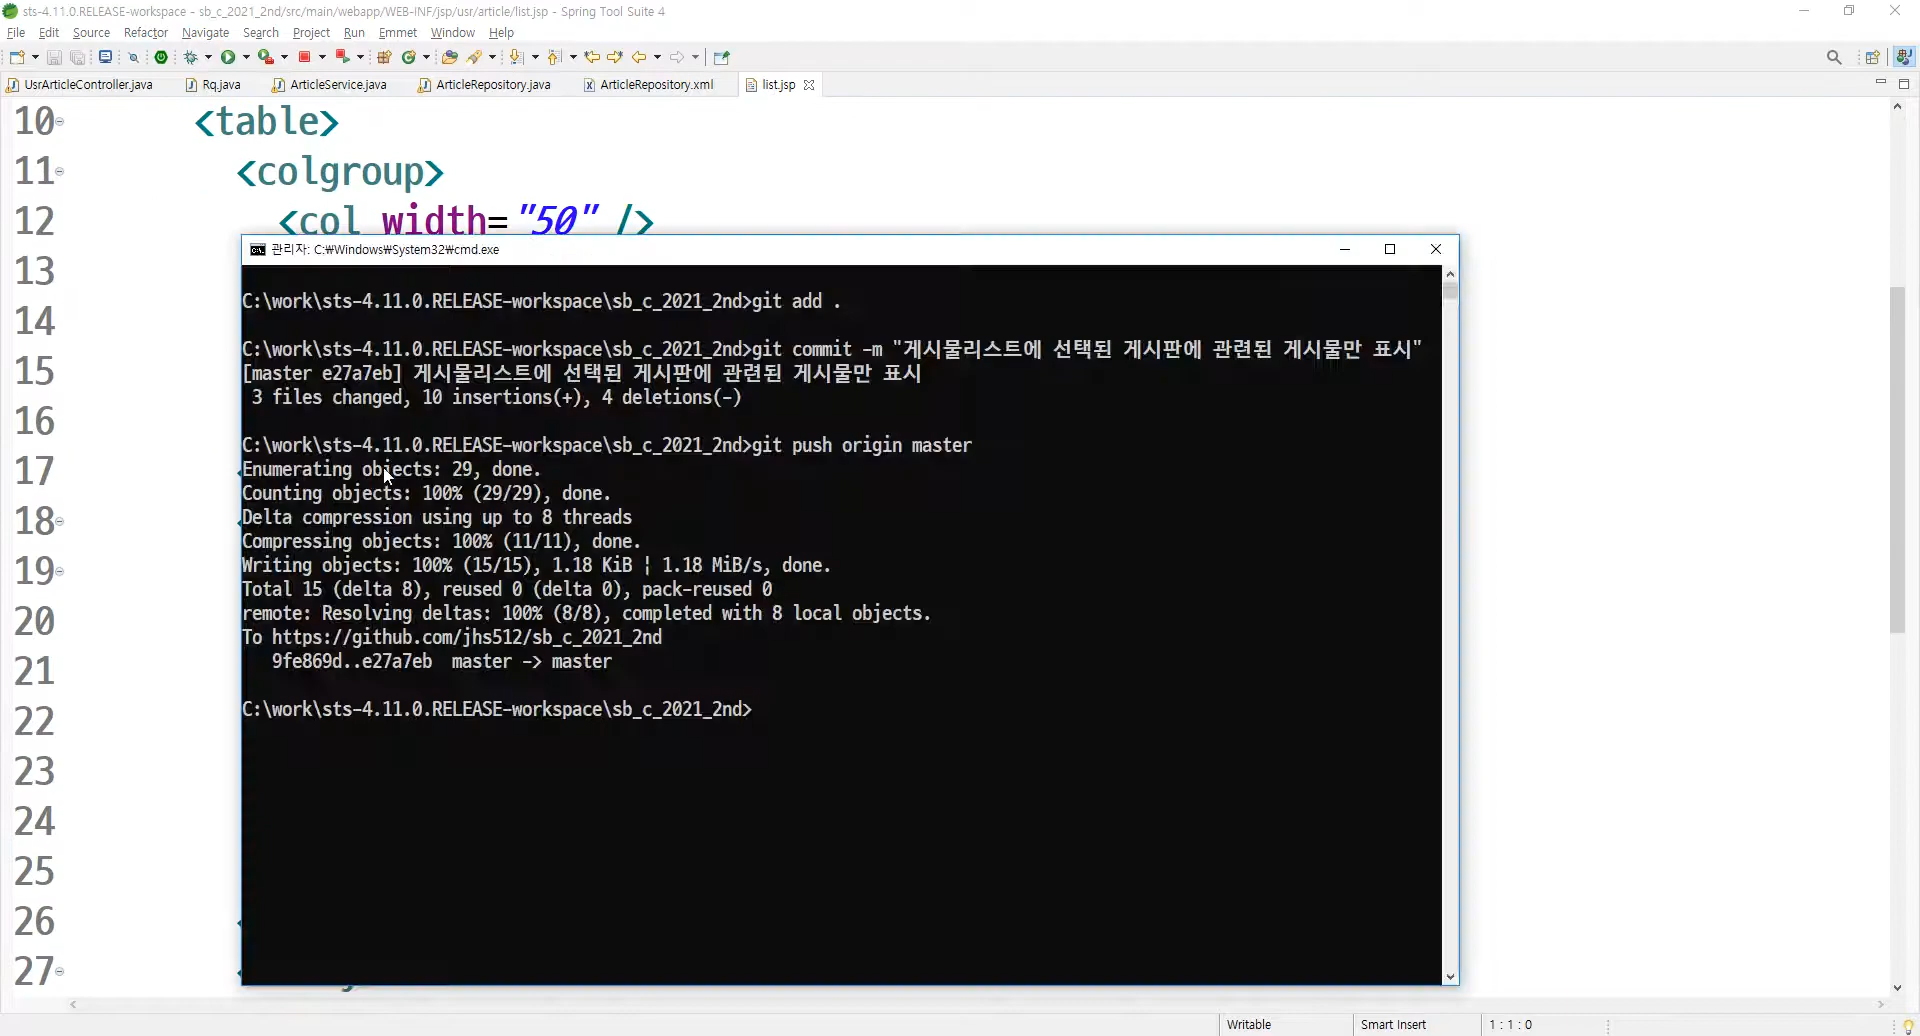 sts-4.11.0.RELEASE-workspace - sb_c_2021_2nd/src/main/webapp/WEB-INF/jsp/usr/article/list.jsp - Spring Tool Suite 4
File Edit Source Refactor Navigate Search Project Run Emmet Window Help
UsrArticleController.java Rq.java ArticleService.java ArticleRepository.java ArticleRepository.xml list.jsp
10 <table>
11 <colgroup>
12 <col width="50" />
13
14
15
16
17
18
19
20
21
22
23
24
25
26
27
관리자: C:₩Windows₩System32₩cmd.exe
C:\work\sts-4.11.0.RELEASE-workspace\sb_c_2021_2nd>git add .
C:\work\sts-4.11.0.RELEASE-workspace\sb_c_2021_2nd>git commit -m "게시물리스트에 선택된 게시판에 관련된 게시물만 표시"
[master e27a7eb] 게시물리스트에 선택된 게시판에 관련된 게시물만 표시
3 files changed, 10 insertions(+), 4 deletions(-)
C:\work\sts-4.11.0.RELEASE-workspace\sb_c_2021_2nd>git push origin master
Enumerating objects: 29, done.
Counting objects: 100% (29/29), done.
Delta compression using up to 8 threads
Compressing objects: 100% (11/11), done.
Writing objects: 100% (15/15), 1.18 KiB ¦ 1.18 MiB/s, done.
Total 15 (delta 8), reused 0 (delta 0), pack-reused 0
remote: Resolving deltas: 100% (8/8), completed with 8 local objects.
To https://github.com/jhs512/sb_c_2021_2nd
9fe869d..e27a7eb master -> master
C:\work\sts-4.11.0.RELEASE-workspace\sb_c_2021_2nd>
Writable Smart Insert 1 : 1 : 0